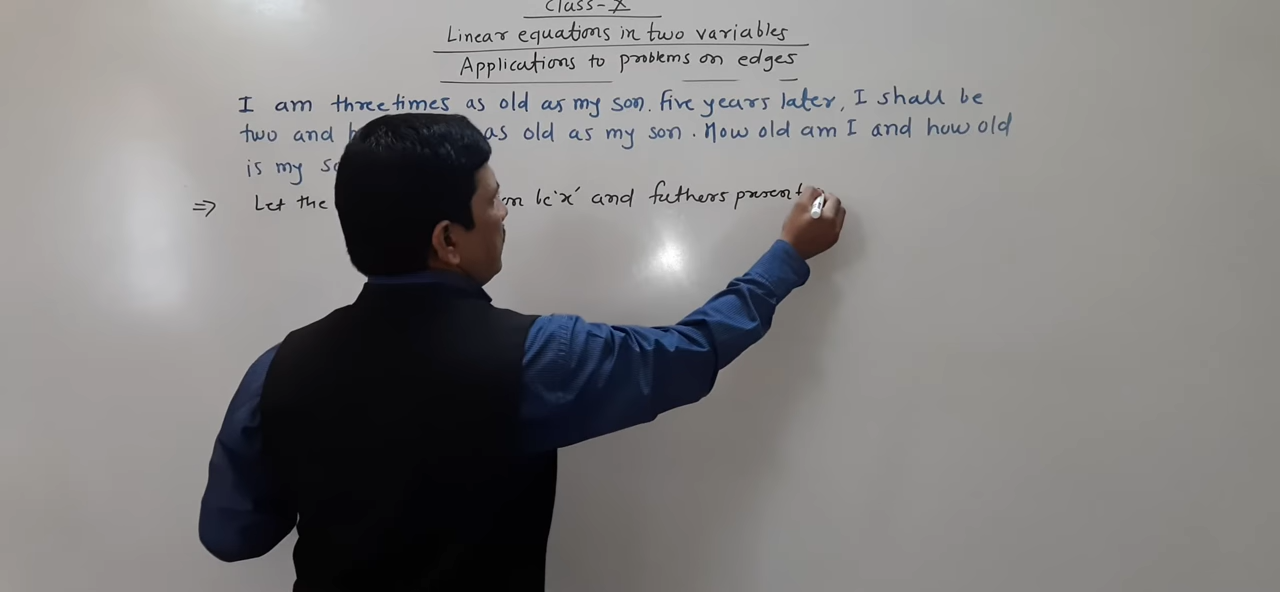 Class-X
Linear equations in two variables
Applications to problems on edges
I am three times as old as my son. Five years later, I shall be
two and as old as my son. How old am I and how old
is my
⇒ Let the be 'x' and fathers present